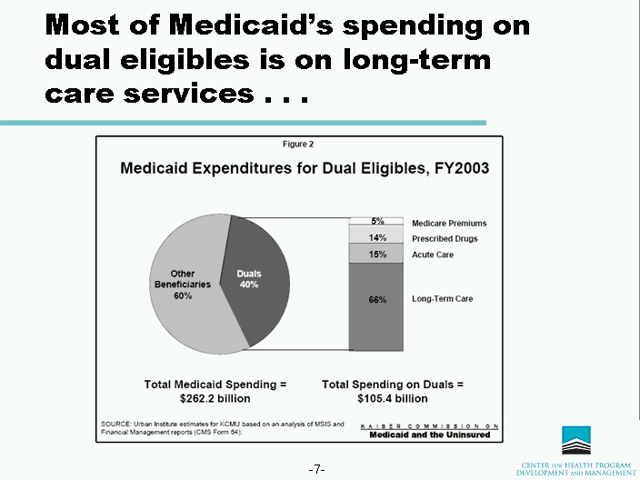 Most of Medicaid's spending on
dual eligibles is on long-term
care services . . .
Figure 2
Medicaid Expenditures for Dual Eligibles, FY2003
Other
Beneficiaries
60%
Duals
40%
5%
Medicare Premiums
14%
Prescribed Drugs
15%
Acute Care
66%
Long-Term Care
Total Medicaid Spending =
$262.2 billion
Total Spending on Duals =
$105.4 billion
SOURCE: Urban Institute estimates for KCMU based on an analysis of MSIS and
Financial Management reports (CMS Form 64).
KAISER COMMISSION ON
Medicaid and the Uninsured
-7-
CENTER FOR HEALTH PROGRAM
DEVELOPMENT AND MANAGEMENT